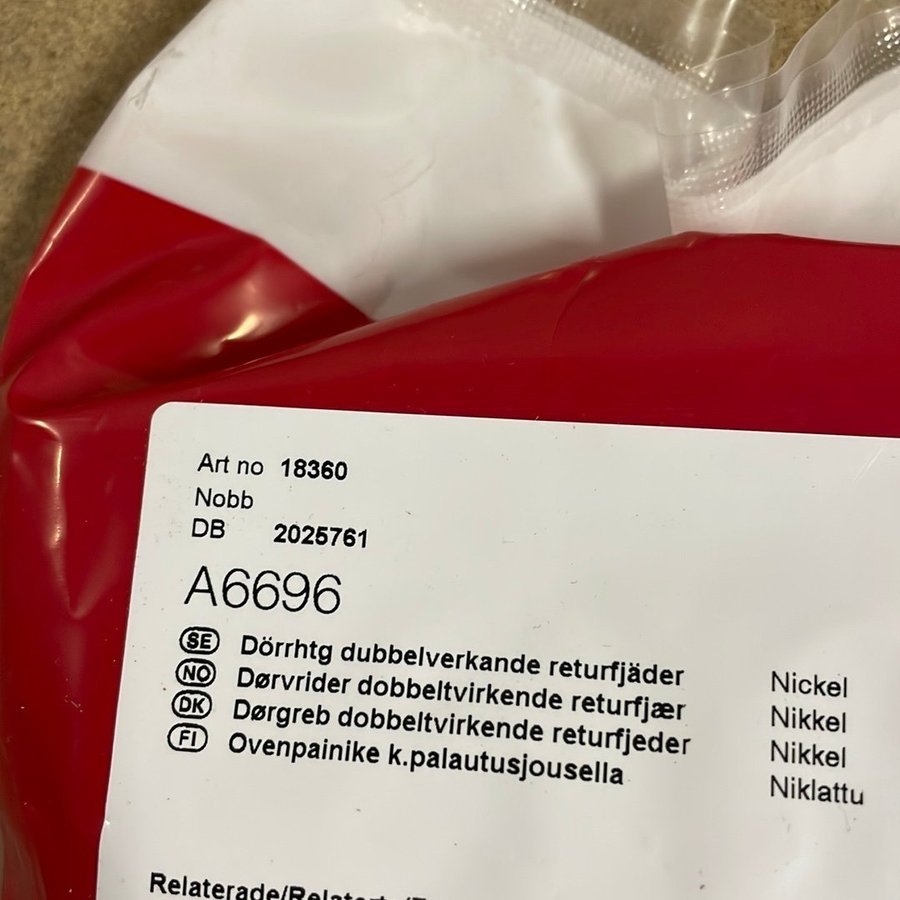 Art no 18360
Nobb
DB 2025761
A6696
SE Dörrhtg dubbelverkande returfjäder Nickel
NO Dørvrider dobbeltvirkende returfjær Nikkel
DK Dørgreb dobbeltvirkende returfjeder Nikkel
FI Ovenpainike k.palautusjousella Niklattu
Relaterade/